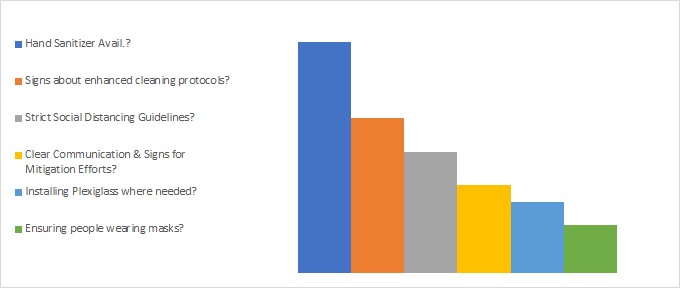 Hand Sanitizer Avail.?
Signs about enhanced cleaning protocols?
Strict Social Distancing Guidelines?
Clear Communication & Signs for
Mitigation Efforts?
Installing Plexiglass where needed?
Ensuring people wearing masks?